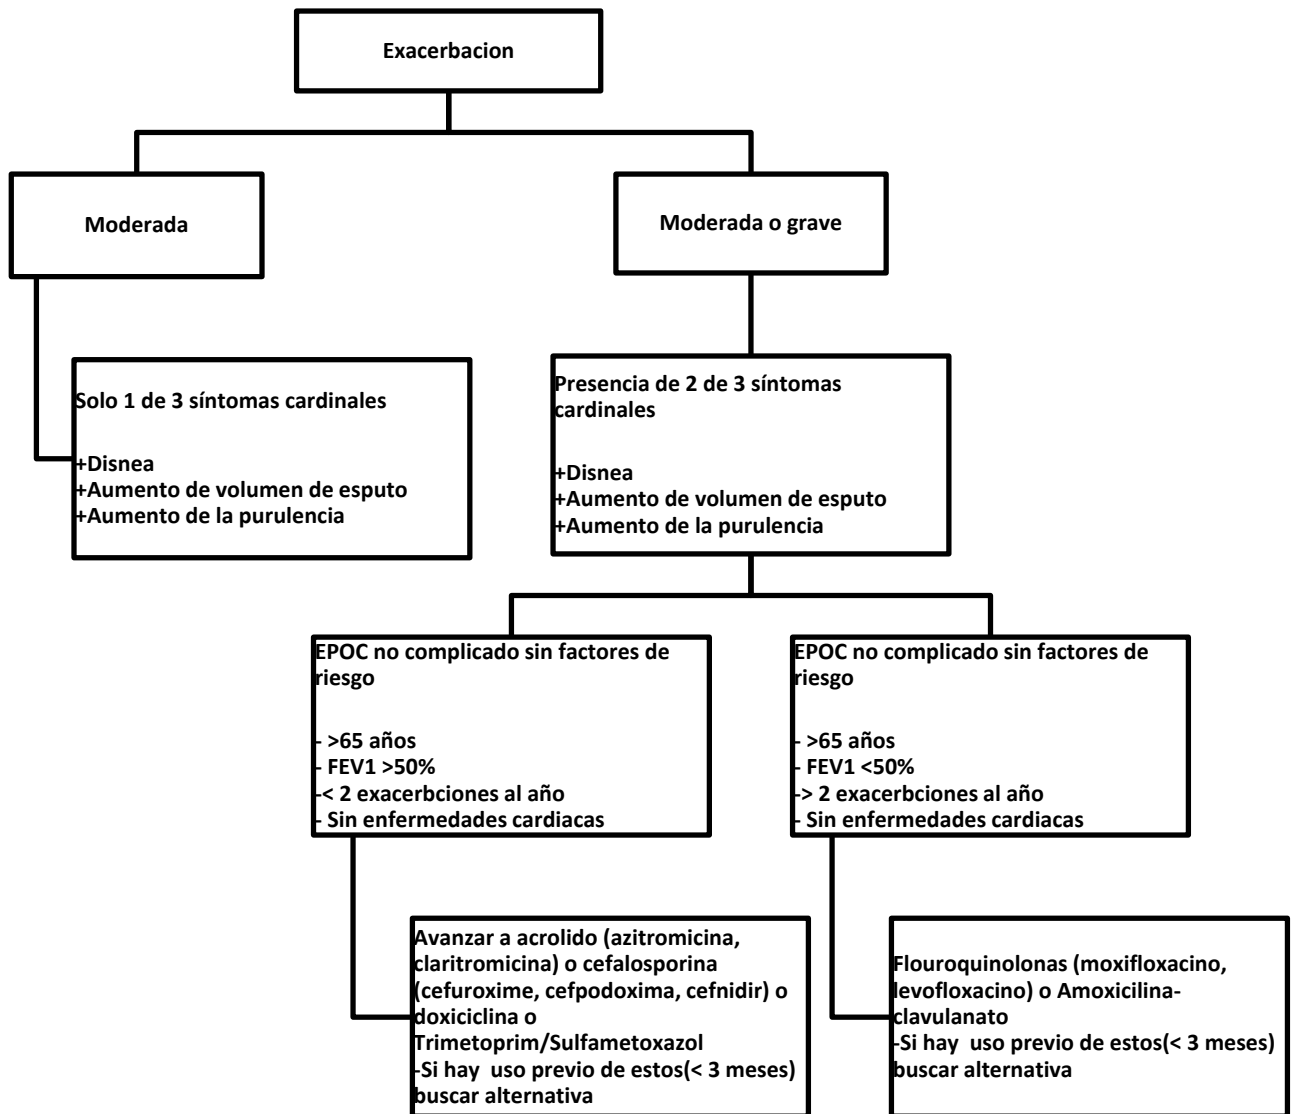 Exacerbacion
Moderada
Moderada o grave
Solo 1 de 3 síntomas cardinales
+Disnea
+Aumento de volumen de esputo
+Aumento de la purulencia
Presencia de 2 de 3 síntomas
cardinales
+Disnea
+Aumento de volumen de esputo
+Aumento de la purulencia
EPOC no complicado sin factores de
riesgo
- >65 años
- FEV1 >50%
-< 2 exacerbciones al año
- Sin enfermedades cardiacas
EPOC no complicado sin factores de
riesgo
- >65 años
- FEV1 <50%
-> 2 exacerbciones al año
- Sin enfermedades cardiacas
Avanzar a acrolido (azitromicina,
claritromicina) o cefalosporina
(cefuroxime, cefpodoxima, cefnidir) o
doxiciclina o
Trimetoprim/Sulfametoxazol
-Si hay uso previo de estos(< 3 meses)
buscar alternativa
Flouroquinolonas (moxifloxacino,
levofloxacino) o Amoxicilina-
clavulanato
-Si hay uso previo de estos(< 3 meses)
buscar alternativa